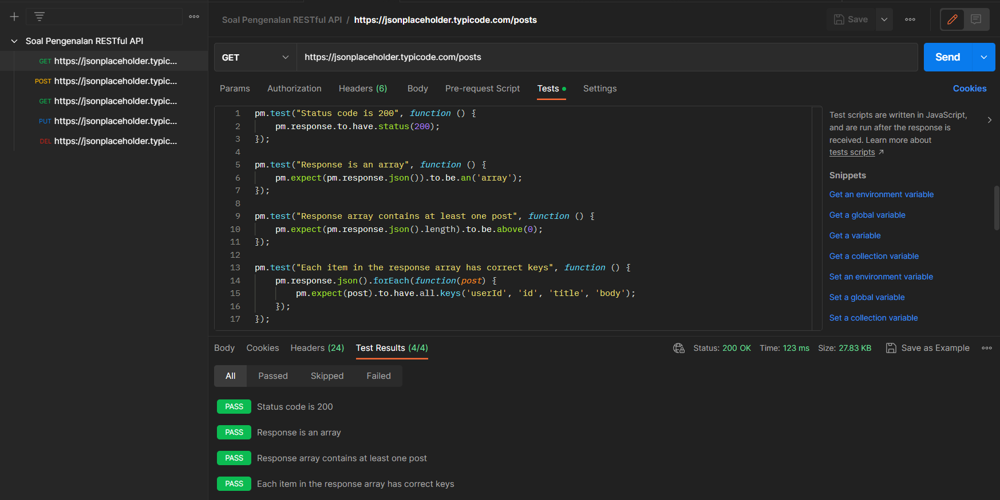 Soal Pengenalan RESTful API / https://jsonplaceholder.typicode.com/posts
Save
Soal Pengenalan RESTful API
GET https://jsonplaceholder.typic...
POST https://jsonplaceholder.typic...
GET https://jsonplaceholder.typic...
PUT https://jsonplaceholder.typic...
DEL https://jsonplaceholder.typic...
GET https://jsonplaceholder.typicode.com/posts Send
Params Authorization Headers (6) Body Pre-request Script Tests Settings Cookies
1 pm.test("Status code is 200", function () {
2 pm.response.to.have.status(200);
3 });
4
5 pm.test("Response is an array", function () {
6 pm.expect(pm.response.json()).to.be.an('array');
7 });
8
9 pm.test("Response array contains at least one post", function () {
10 pm.expect(pm.response.json().length).to.be.above(0);
11 });
12
13 pm.test("Each item in the response array has correct keys", function () {
14 pm.response.json().forEach(function(post) {
15 pm.expect(post).to.have.all.keys('userId', 'id', 'title', 'body');
16 });
17 });
Test scripts are written in JavaScript,
and are run after the response is
received. Learn more about
tests scripts ↗
Snippets
Get an environment variable
Get a global variable
Get a variable
Get a collection variable
Set an environment variable
Set a global variable
Set a collection variable
Body Cookies Headers (24) Test Results (4/4) Status: 200 OK Time: 123 ms Size: 27.83 KB Save as Example
All Passed Skipped Failed
PASS Status code is 200
PASS Response is an array
PASS Response array contains at least one post
PASS Each item in the response array has correct keys